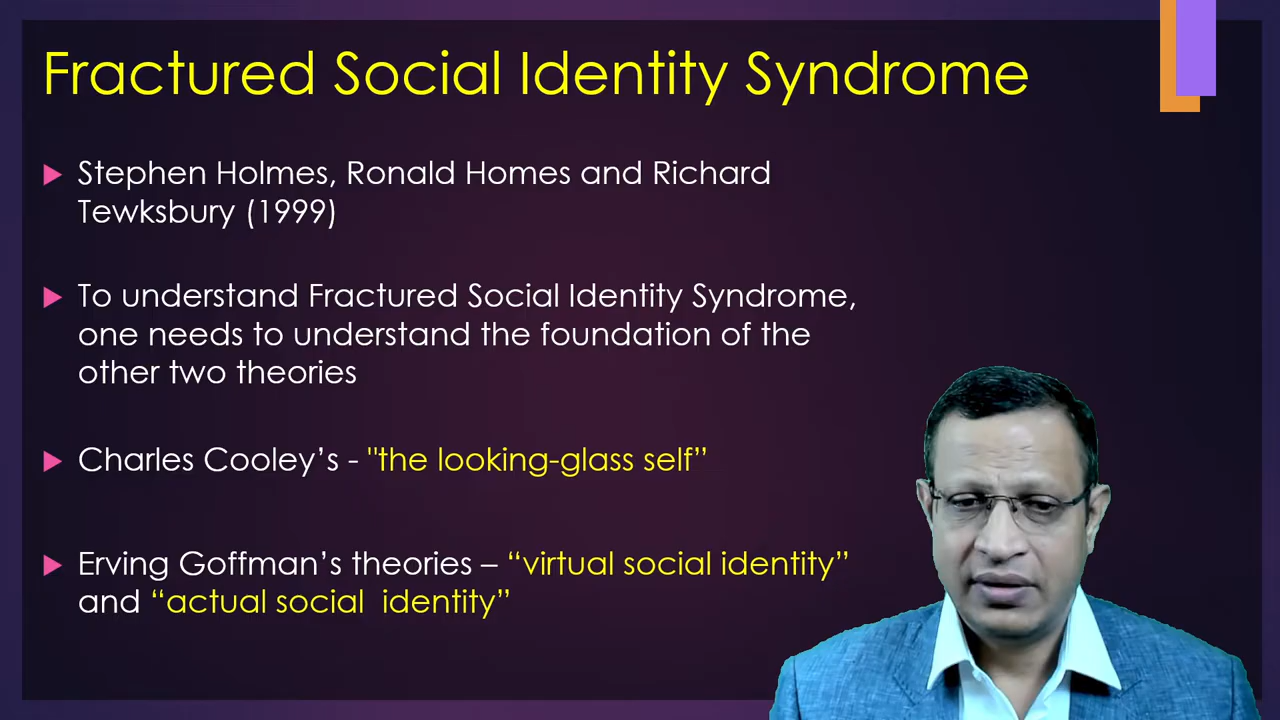 Fractured Social Identity Syndrome
Stephen Holmes, Ronald Homes and Richard
Tewksbury (1999)
To understand Fractured Social Identity Syndrome,
one needs to understand the foundation of the
other two theories
Charles Cooley’s - "the looking-glass self”
Erving Goffman’s theories – “virtual social identity”
and “actual social identity”